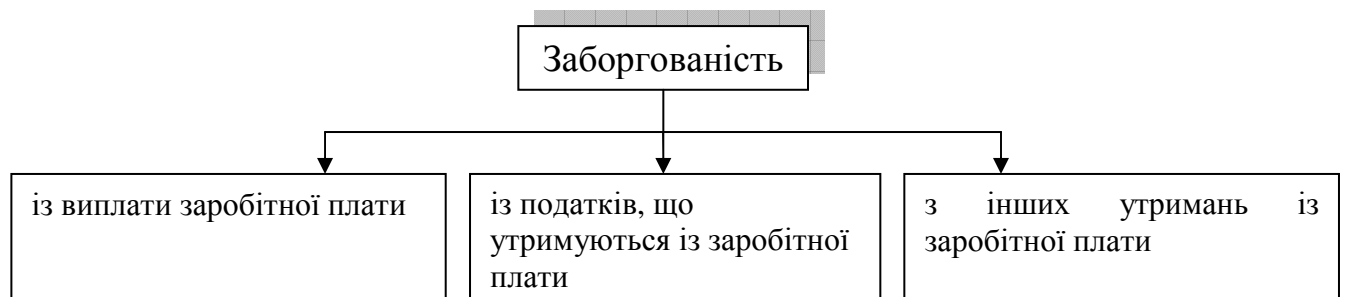 Заборгованість
із виплати заробітної плати
із податків, що
утримуються із заробітної
плати
з інших утримань із
заробітної плати